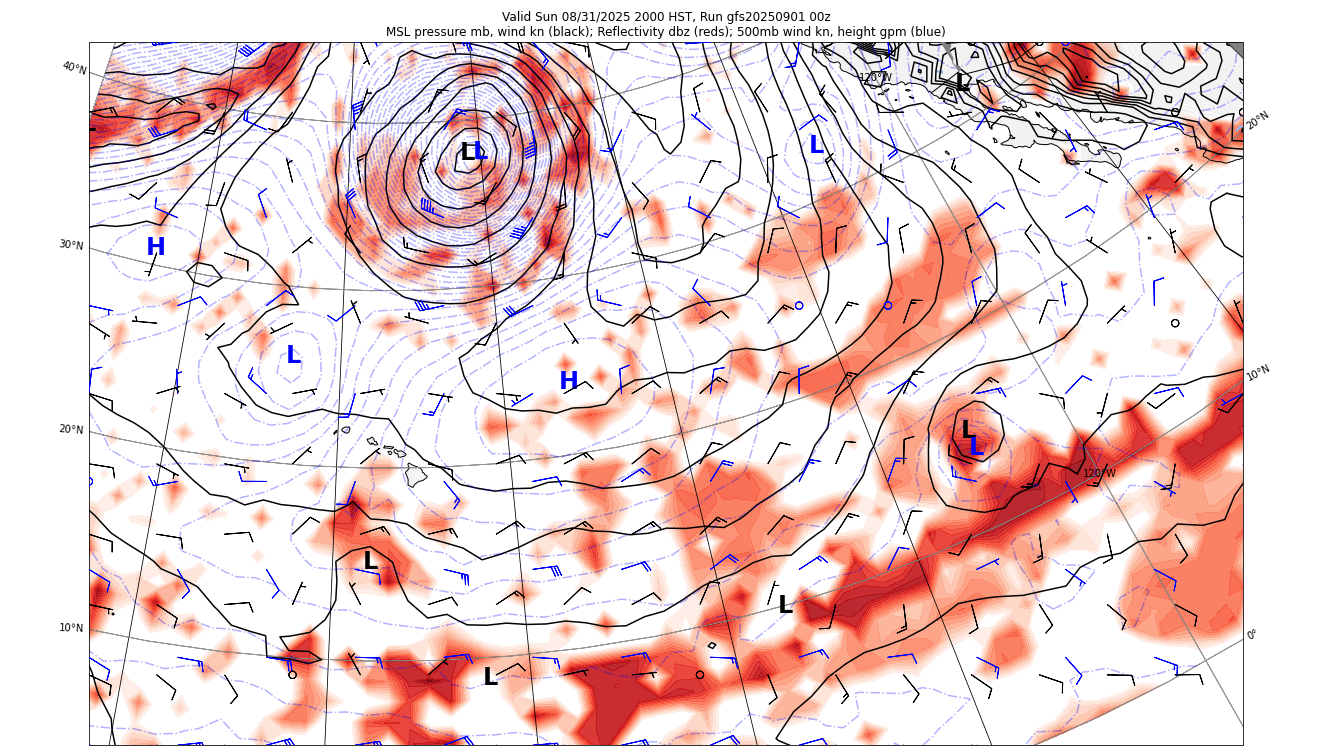 Valid Sun 08/31/2025 2000 HST, Run gfs20250901 00z
MSL pressure mb, wind kn (black); Reflectivity dbz (reds); 500mb wind kn, height gpm (blue)
40°N
120°W
L
20°N
L L
L
H
30°N
L
H
10°N
20°N
L
L
120°W
L
L
10°N
0°
L